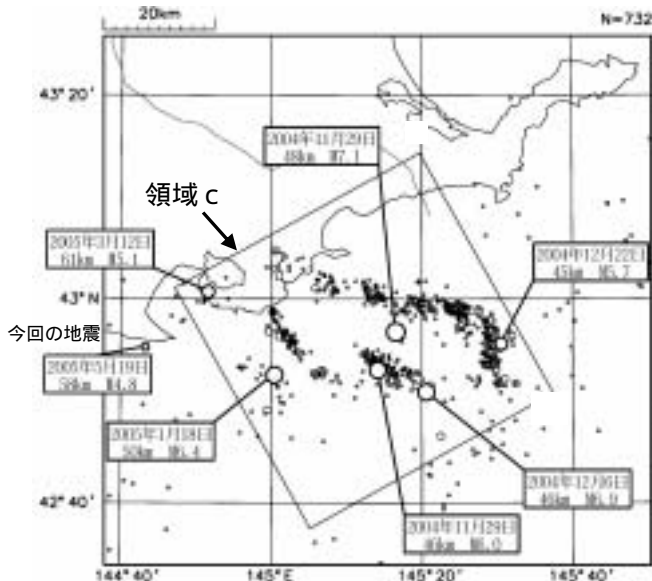 20km
N=732
43°20'
2004年11月29日
48km M7.1
領域 c
2005年3月12日
61km M5.1
2004年12月22日
45km M5.7
43°N
今回の地震
2005年5月19日
58km M4.8
2005年1月18日
50km M6.4
2004年12月6日
46km M6.9
42°40'
2004年11月29日
46km M6.0
144°40'
145°E
145°20'
145°40'